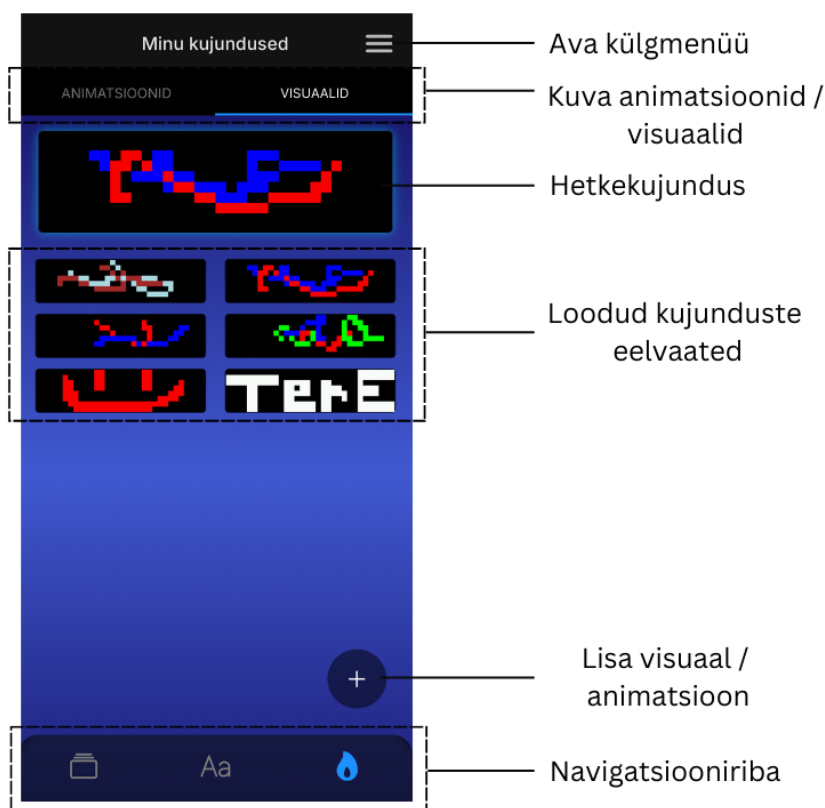 Minu kujundused
Ava külgmenüü
ANIMATSIOONID
VISUAALID
Kuva animatsioonid /
visuaalid
Hetkekujundus
Loodud kujunduste
eelvaated
TerE
Lisa visuaal /
animatsioon
+
Aa
Navigatsiooniriba